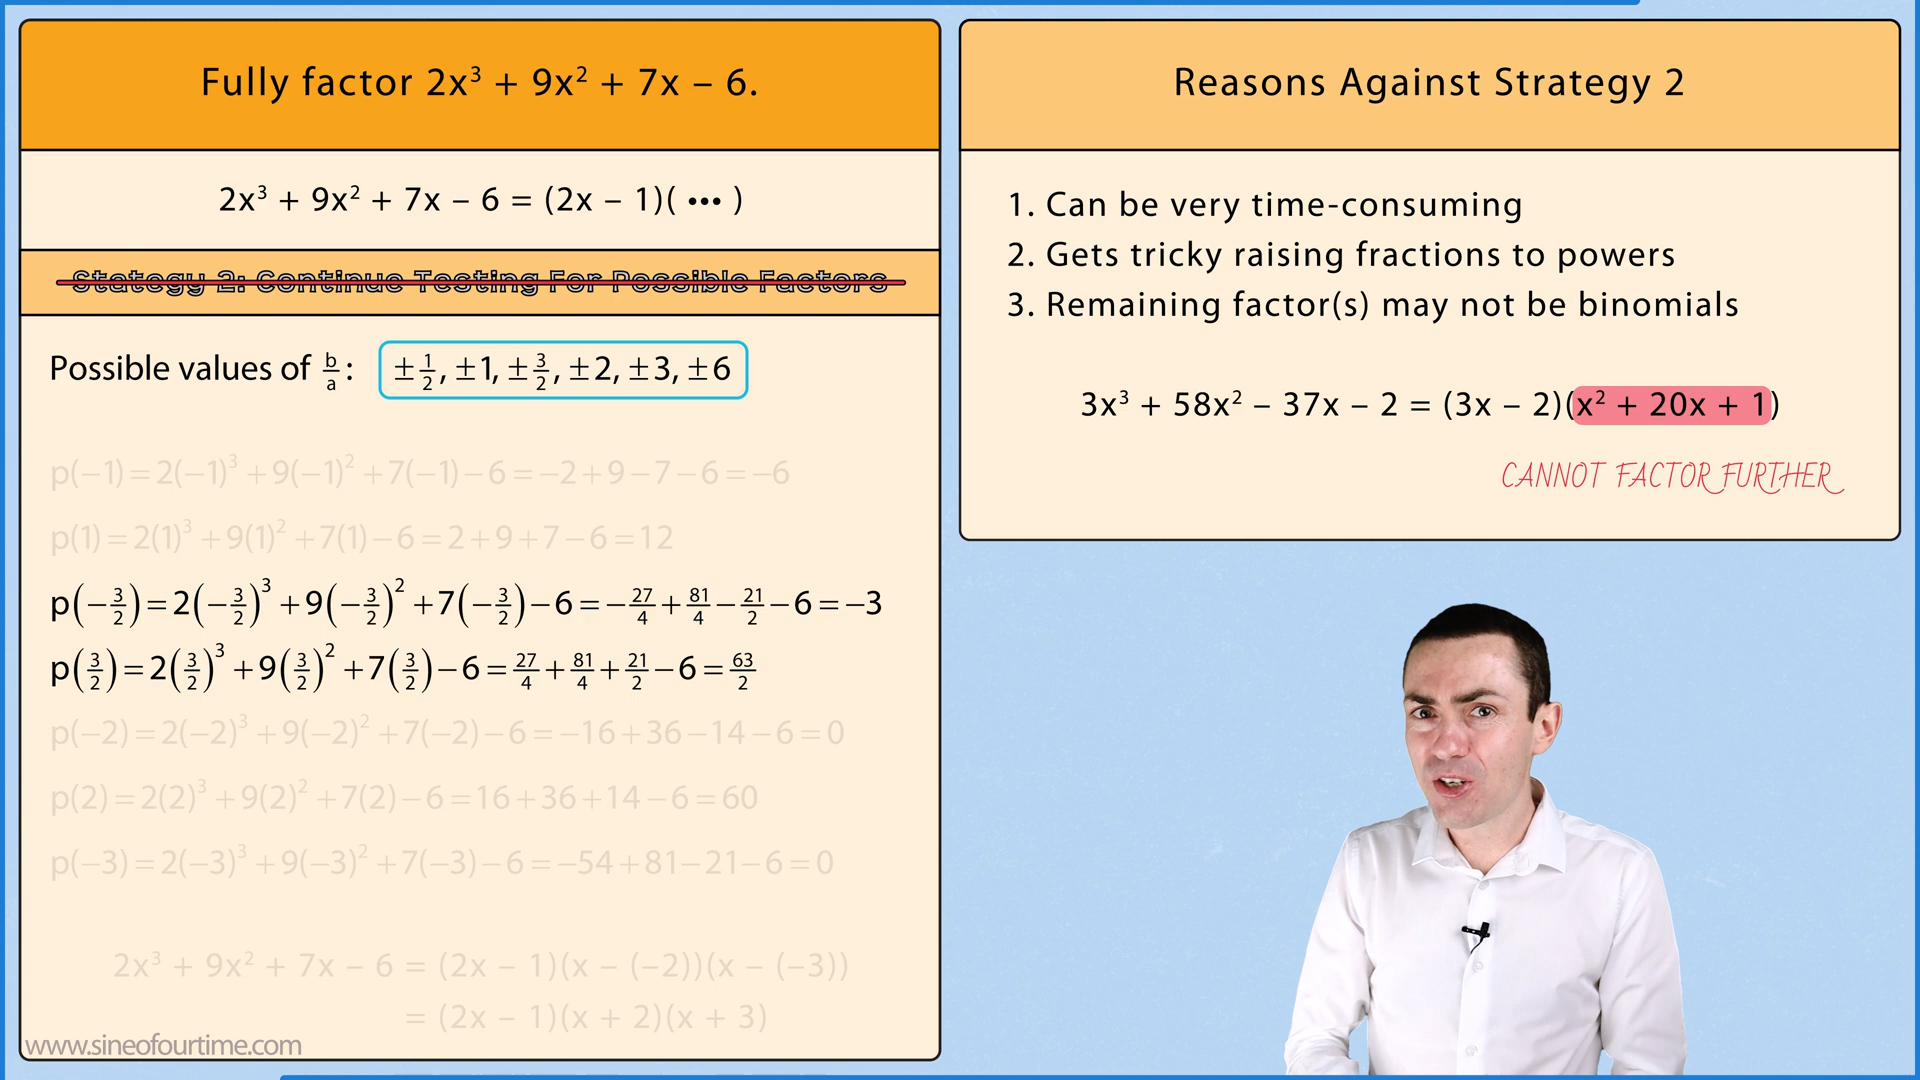 Fully factor 2x³ + 9x² + 7x – 6.
2x³ + 9x² + 7x – 6 = (2x – 1)( ••• )
Stategy 2: Continue Testing For Possible Factors
Possible values of b/a : ±1/2, ±1, ±3/2, ±2, ±3, ±6
p(−1) = 2(−1)³ + 9(−1)² + 7(−1) − 6 = −2 + 9 − 7 − 6 = −6
p(1) = 2(1)³ + 9(1)² + 7(1) − 6 = 2 + 9 + 7 − 6 = 12
p(−3/2) = 2(−3/2)³ + 9(−3/2)² + 7(−3/2) − 6 = −27/4 + 81/4 − 21/2 − 6 = −3
p(3/2) = 2(3/2)³ + 9(3/2)² + 7(3/2) − 6 = 27/4 + 81/4 + 21/2 − 6 = 63/2
p(−2) = 2(−2)³ + 9(−2)² + 7(−2) − 6 = −16 + 36 − 14 − 6 = 0
p(2) = 2(2)³ + 9(2)² + 7(2) − 6 = 16 + 36 + 14 − 6 = 60
p(−3) = 2(−3)³ + 9(−3)² + 7(−3) − 6 = −54 + 81 − 21 − 6 = 0
2x³ + 9x² + 7x – 6 = (2x – 1)(x – (–2))(x – (–3))
= (2x – 1)(x + 2)(x + 3)
www.sineofourtime.com
Reasons Against Strategy 2
1. Can be very time-consuming
2. Gets tricky raising fractions to powers
3. Remaining factor(s) may not be binomials
3x³ + 58x² – 37x – 2 = (3x – 2)(x² + 20x + 1)
CANNOT FACTOR FURTHER